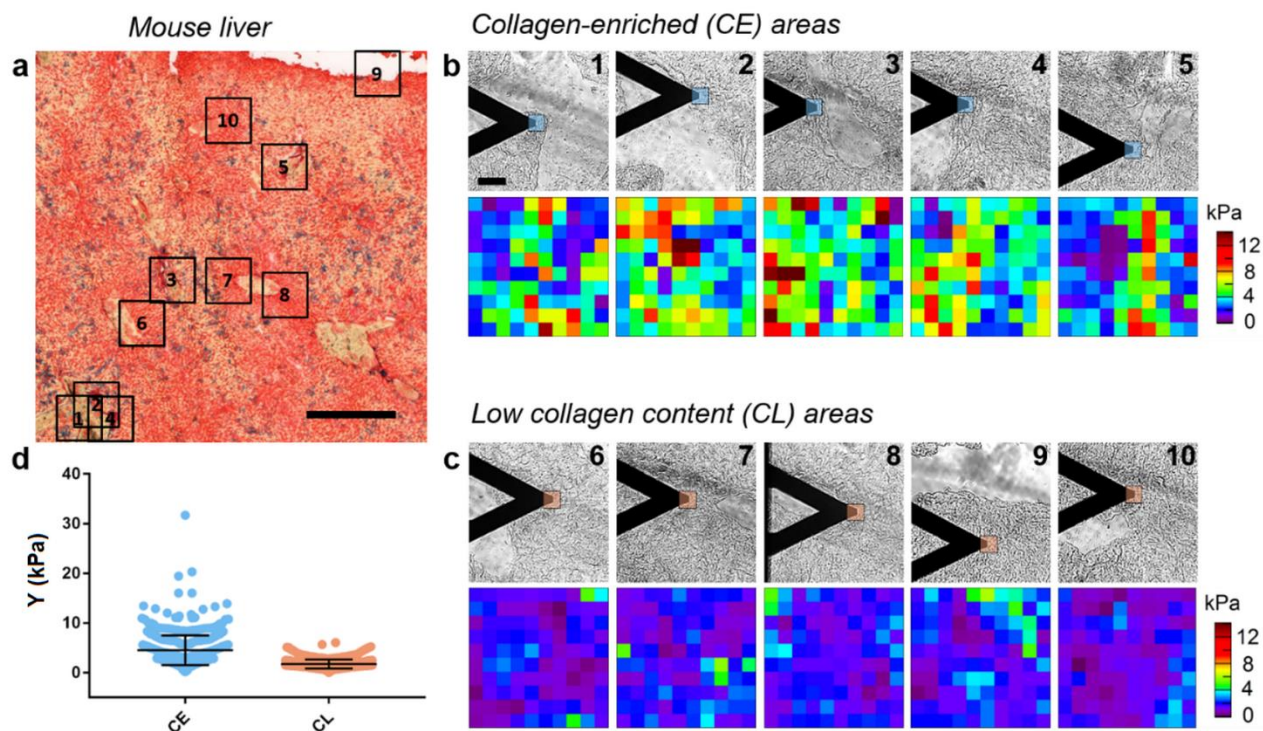 Mouse liver
Collagen-enriched (CE) areas
a
9
10
5
3
7
8
6
2
1
4
b
1
2
3
4
5
kPa
12
8
4
0
Low collagen content (CL) areas
c
6
7
8
9
10
kPa
12
8
4
0
d
40
30
20
10
0
Y (kPa)
CE
CL